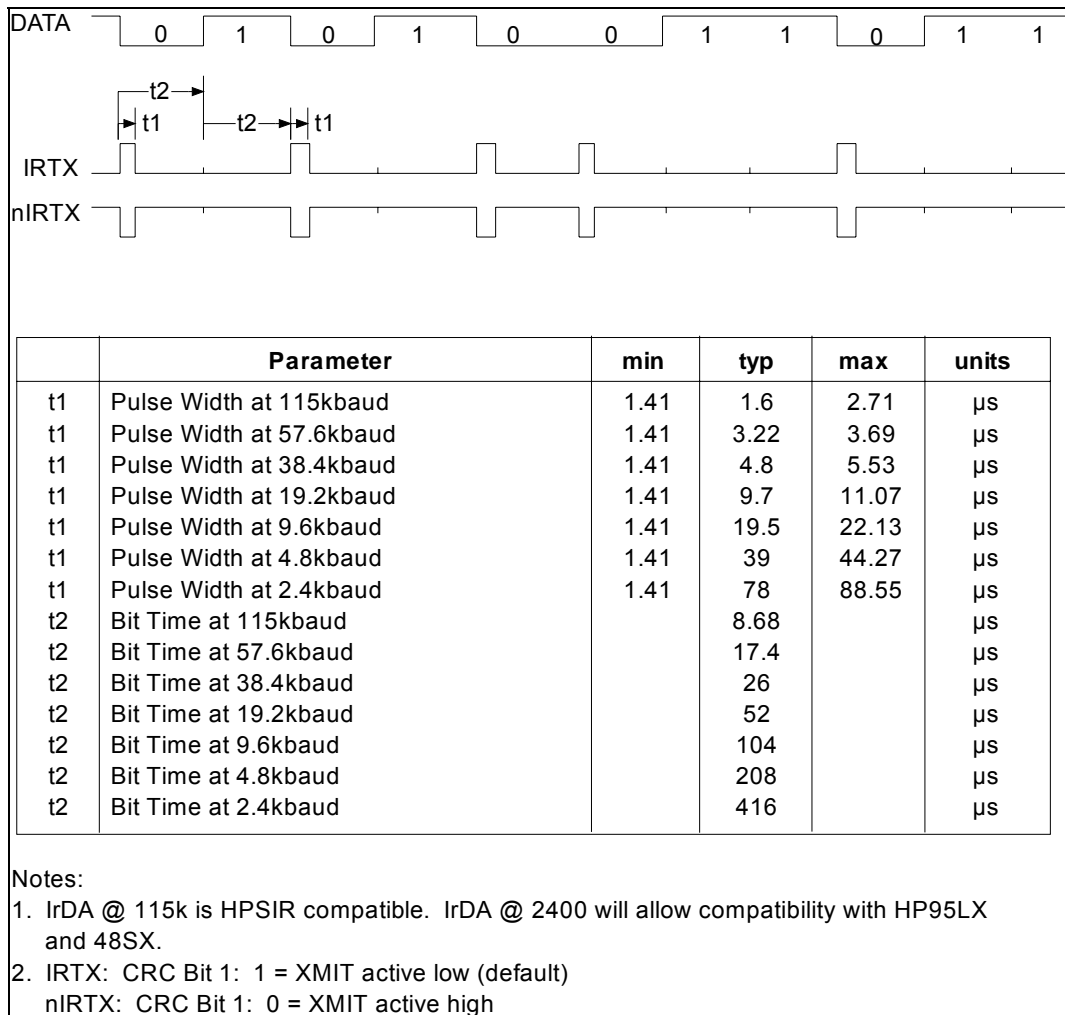 DATA 0 1 0 1 0 0 1 1 0 1 1
t2
t1 t2 t1
IRTX
nIRTX
Parameter min typ max units
t1 Pulse Width at 115kbaud 1.41 1.6 2.71 µs
t1 Pulse Width at 57.6kbaud 1.41 3.22 3.69 µs
t1 Pulse Width at 38.4kbaud 1.41 4.8 5.53 µs
t1 Pulse Width at 19.2kbaud 1.41 9.7 11.07 µs
t1 Pulse Width at 9.6kbaud 1.41 19.5 22.13 µs
t1 Pulse Width at 4.8kbaud 1.41 39 44.27 µs
t1 Pulse Width at 2.4kbaud 1.41 78 88.55 µs
t2 Bit Time at 115kbaud 8.68 µs
t2 Bit Time at 57.6kbaud 17.4 µs
t2 Bit Time at 38.4kbaud 26 µs
t2 Bit Time at 19.2kbaud 52 µs
t2 Bit Time at 9.6kbaud 104 µs
t2 Bit Time at 4.8kbaud 208 µs
t2 Bit Time at 2.4kbaud 416 µs
Notes:
1. IrDA @ 115k is HPSIR compatible. IrDA @ 2400 will allow compatibility with HP95LX
and 48SX.
2. IRTX: CRC Bit 1: 1 = XMIT active low (default)
nIRTX: CRC Bit 1: 0 = XMIT active high